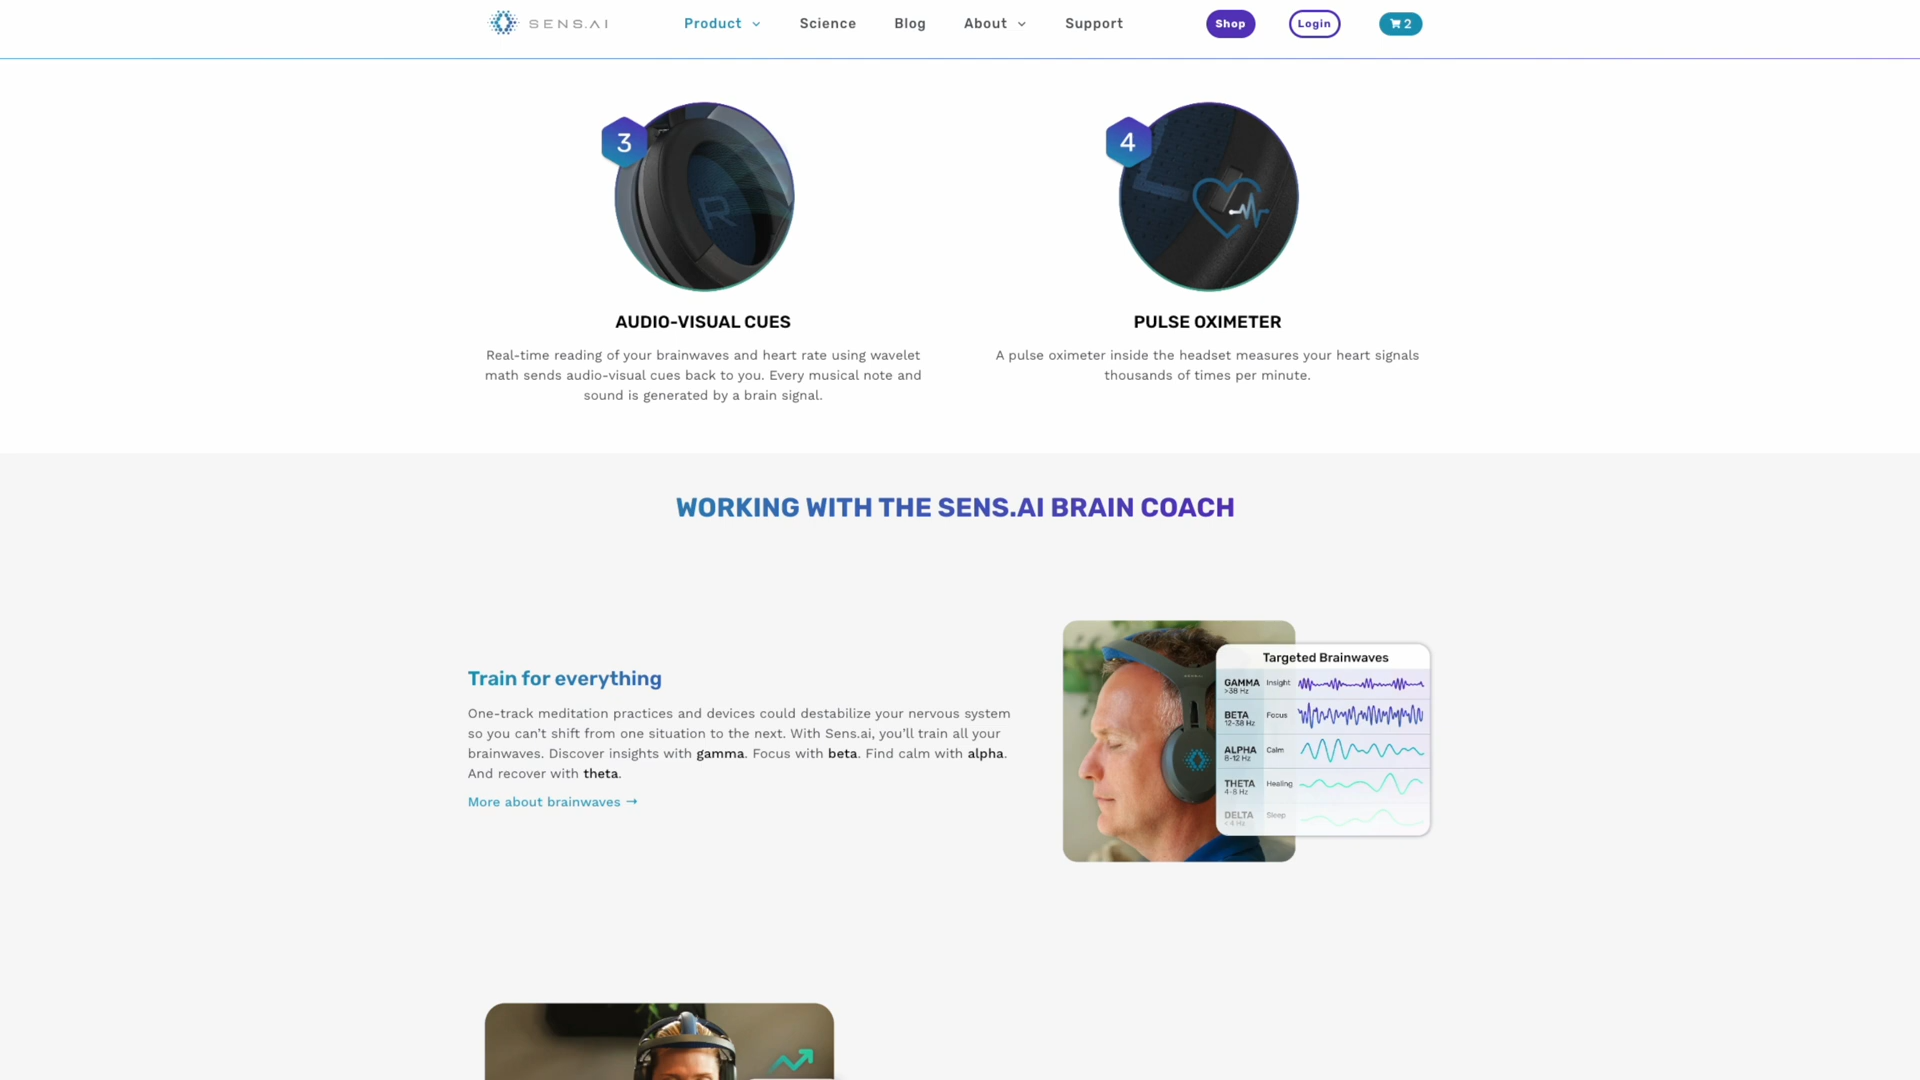 SENS.AI
Product
Science
Blog
About
Support
Shop
Login
2
3
R
4
AUDIO-VISUAL CUES
Real-time reading of your brainwaves and heart rate using wavelet
math sends audio-visual cues back to you. Every musical note and
sound is generated by a brain signal.
PULSE OXIMETER
A pulse oximeter inside the headset measures your heart signals
thousands of times per minute.
WORKING WITH THE SENS.AI BRAIN COACH
Train for everything
One-track meditation practices and devices could destabilize your nervous system
so you can't shift from one situation to the next. With Sens.ai, you'll train all your
brainwaves. Discover insights with gamma. Focus with beta. Find calm with alpha.
And recover with theta.
More about brainwaves →
Targeted Brainwaves
GAMMA Insight
>38 Hz
BETA Focus
12-38 Hz
ALPHA Calm
8-12 Hz
THETA Healing
4-8 Hz
DELTA Sleep
< 4 Hz